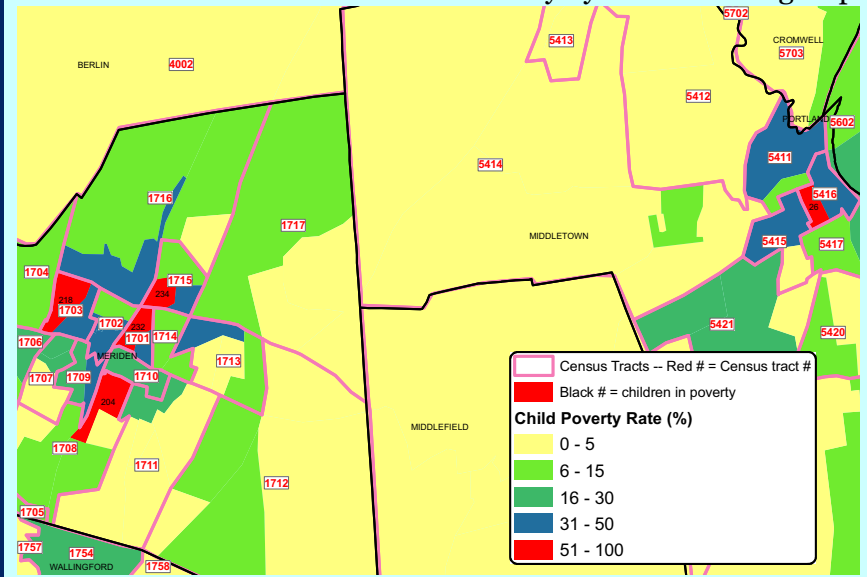 5702
CROMWELL
5413
5703
BERLIN
4002
5412
PORTLAND
5602
5411
5414
1716
5416
26
1717
MIDDLETOWN
5415
5417
1704
1715
234
218
1703
1702
232
1701
1714
5421
5420
1706
MERIDEN
1713
1707
1709
1710
204
MIDDLEFIELD
1708
1711
1712
1705
1757
1754
WALLINGFORD
1758
Census Tracts -- Red # = Census tract #
Black # = children in poverty
Child Poverty Rate (%)
0 - 5
6 - 15
16 - 30
31 - 50
51 - 100